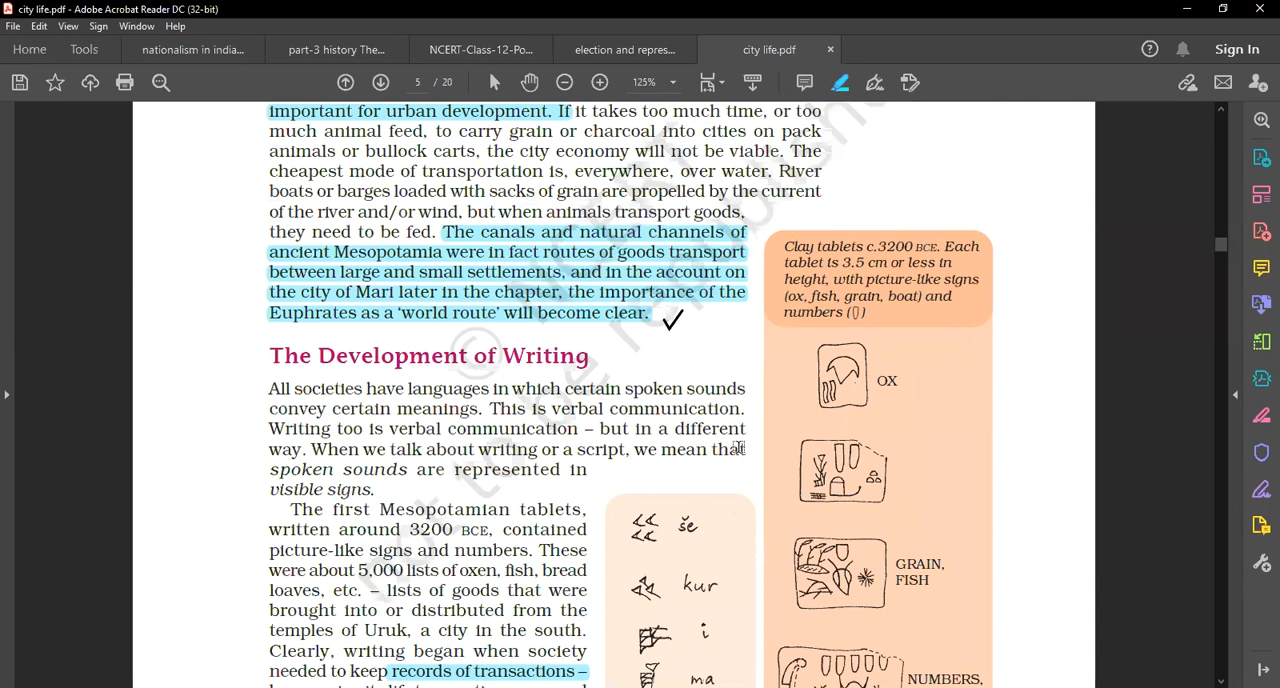 city life.pdf - Adobe Acrobat Reader DC (32-bit)
File Edit View Sign Window Help
Home Tools nationalism in india... part-3 history The... NCERT-Class-12-Po... election and repres... city life.pdf × Sign In
5 / 20 125%
important for urban development. If it takes too much time, or too
much animal feed, to carry grain or charcoal into cities on pack
animals or bullock carts, the city economy will not be viable. The
cheapest mode of transportation is, everywhere, over water. River
boats or barges loaded with sacks of grain are propelled by the current
of the river and/or wind, but when animals transport goods,
they need to be fed. The canals and natural channels of
ancient Mesopotamia were in fact routes of goods transport
between large and small settlements, and in the account on
the city of Mari later in the chapter, the importance of the
Euphrates as a ‘world route’ will become clear.
The Development of Writing
All societies have languages in which certain spoken sounds
convey certain meanings. This is verbal communication.
Writing too is verbal communication – but in a different
way. When we talk about writing or a script, we mean that
spoken sounds are represented in
visible signs.
The first Mesopotamian tablets,
written around 3200 BCE, contained
picture-like signs and numbers. These
were about 5,000 lists of oxen, fish, bread
loaves, etc. – lists of goods that were
brought into or distributed from the
temples of Uruk, a city in the south.
Clearly, writing began when society
needed to keep records of transactions –
še
kur
i
ma
Clay tablets c.3200 BCE. Each
tablet is 3.5 cm or less in
height, with picture-like signs
(ox, fish, grain, boat) and
numbers ( )
OX
GRAIN,
FISH
NUMBERS,
© NCERT
not to be republished